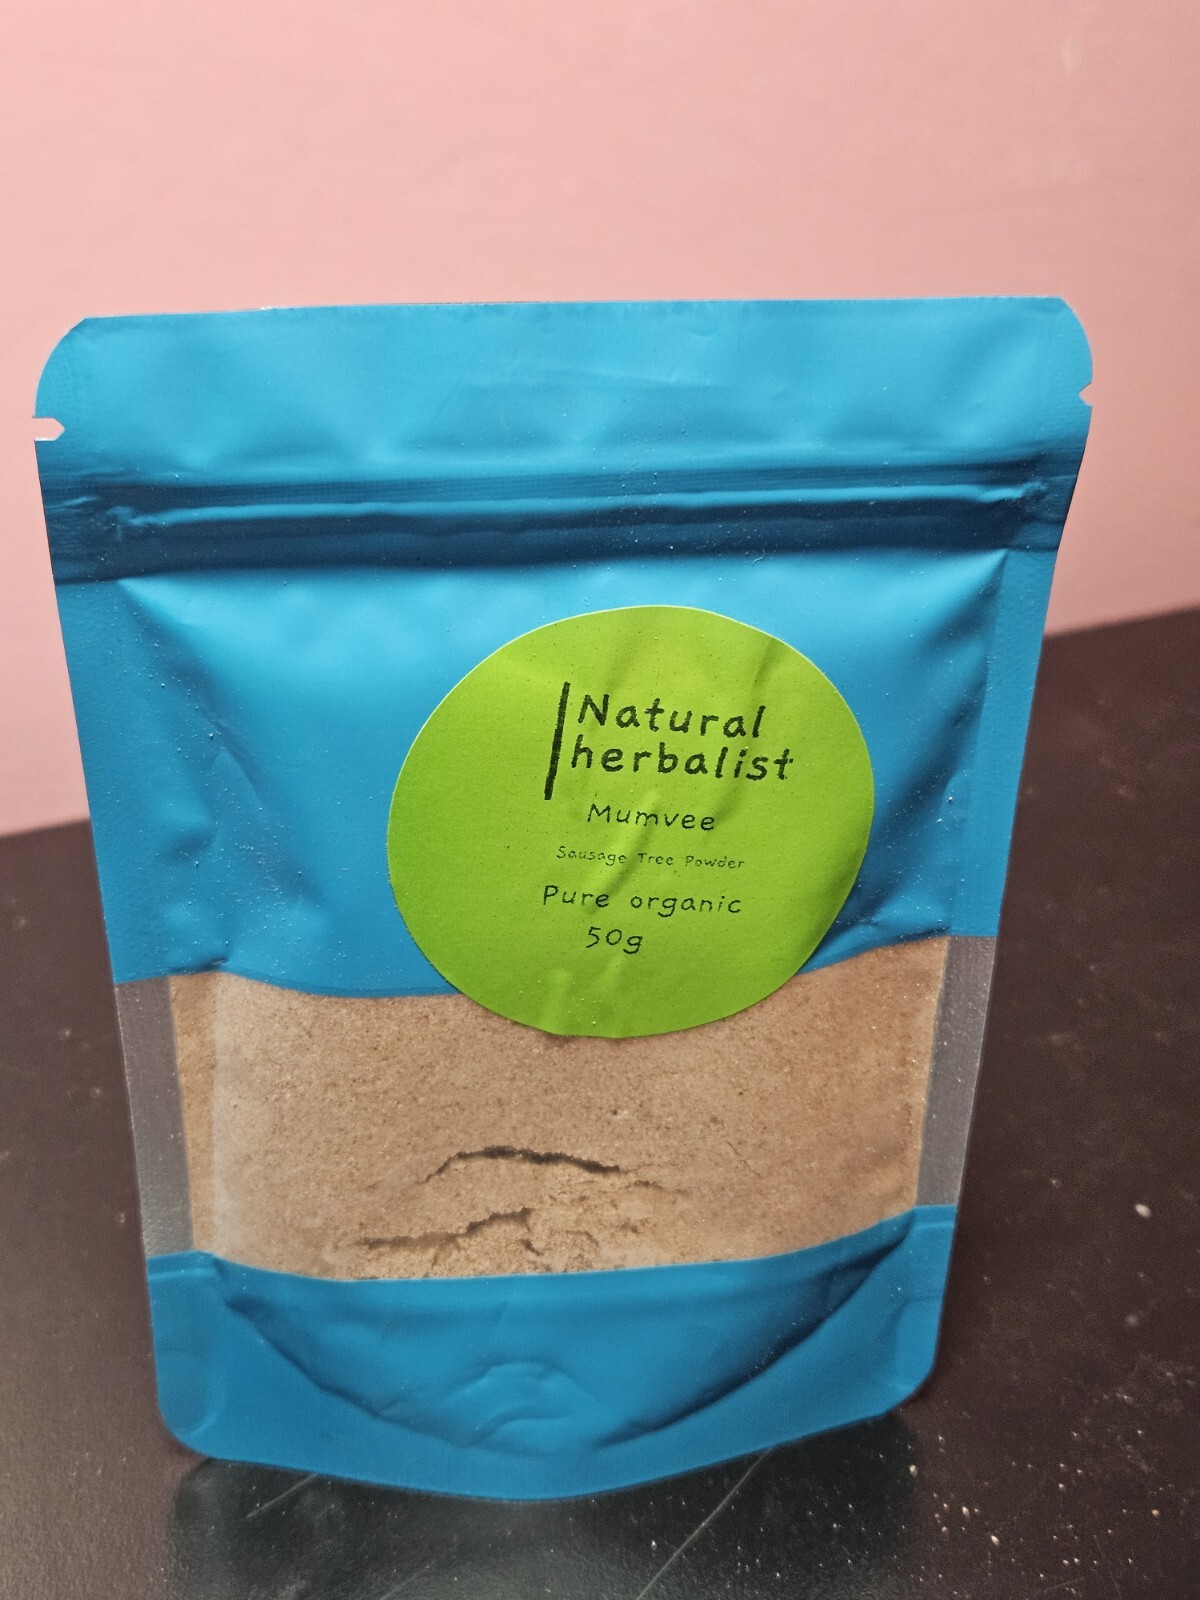 Natural
herbalist
Mumvee
Sausage Tree Powder
Pure organic
50g